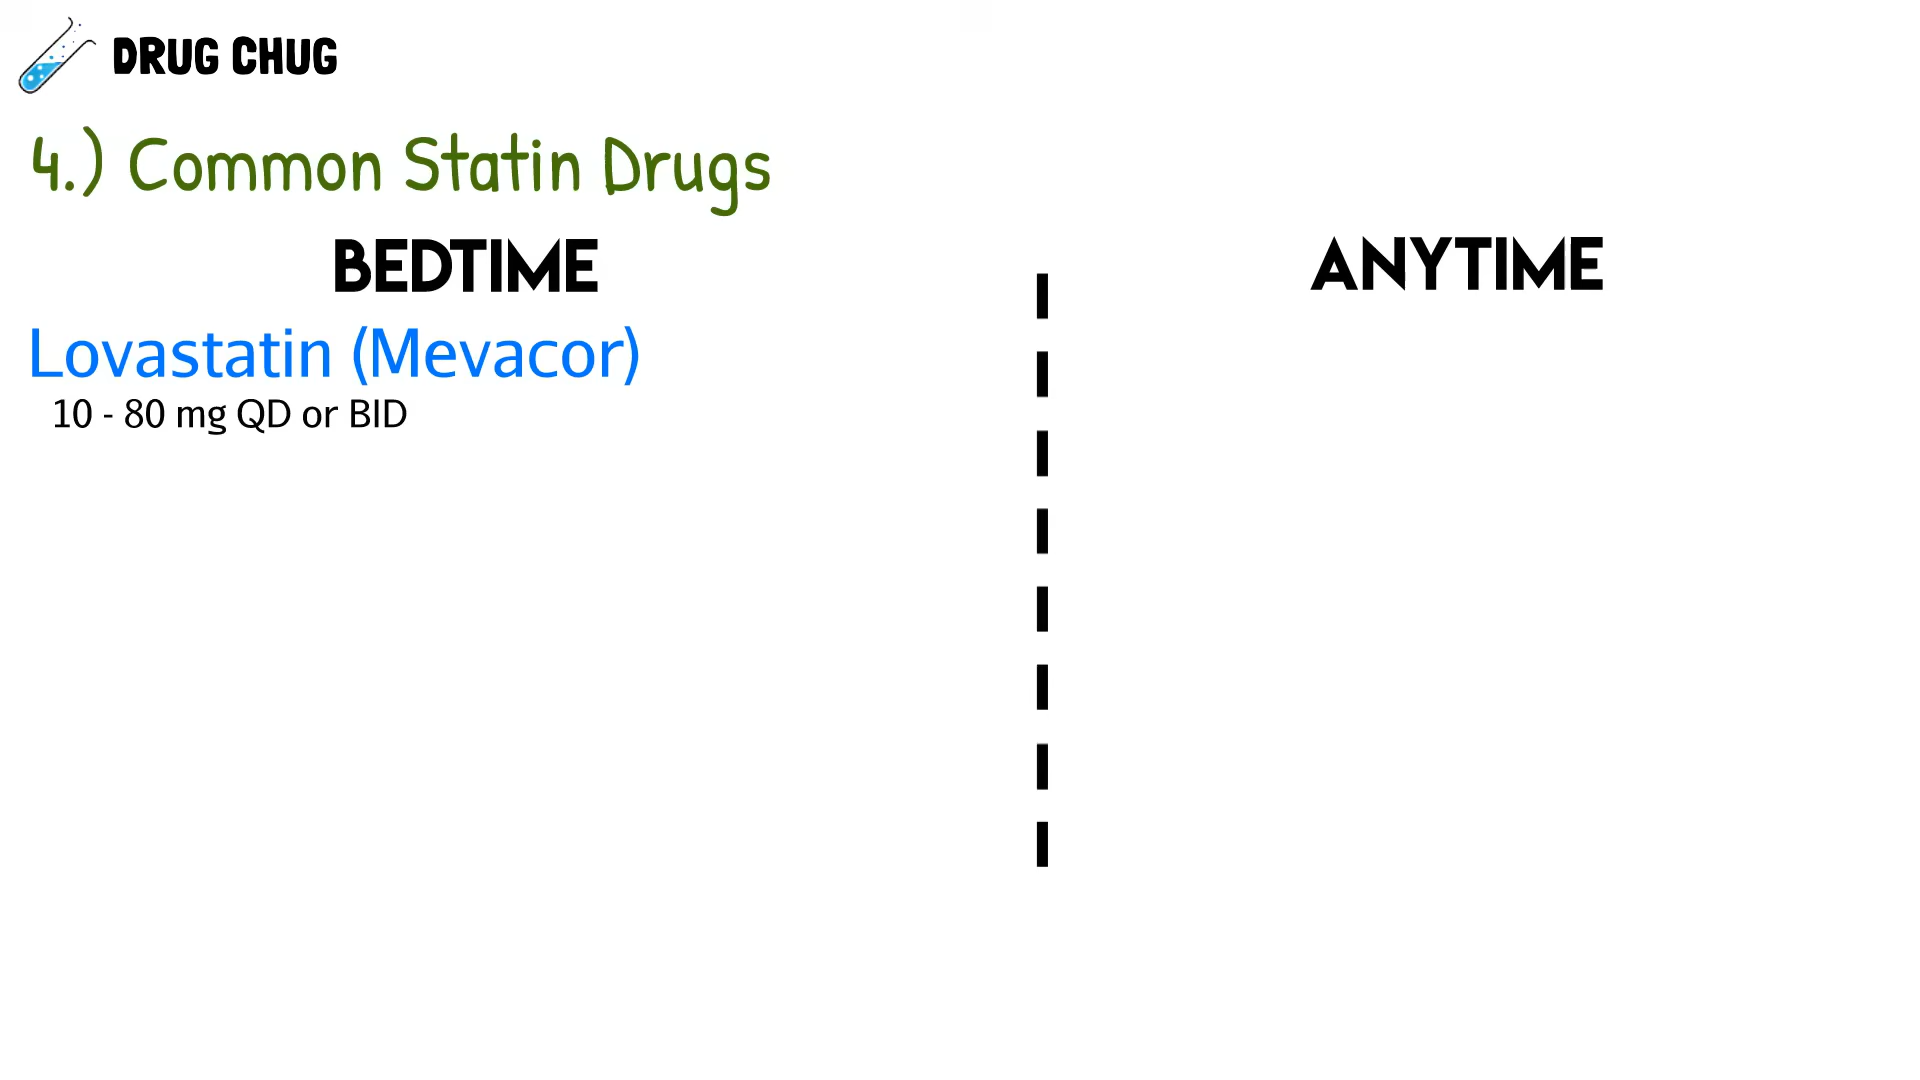 DRUG CHUG
4.) Common Statin Drugs
BEDTIME
ANYTIME
Lovastatin (Mevacor)
10 - 80 mg QD or BID